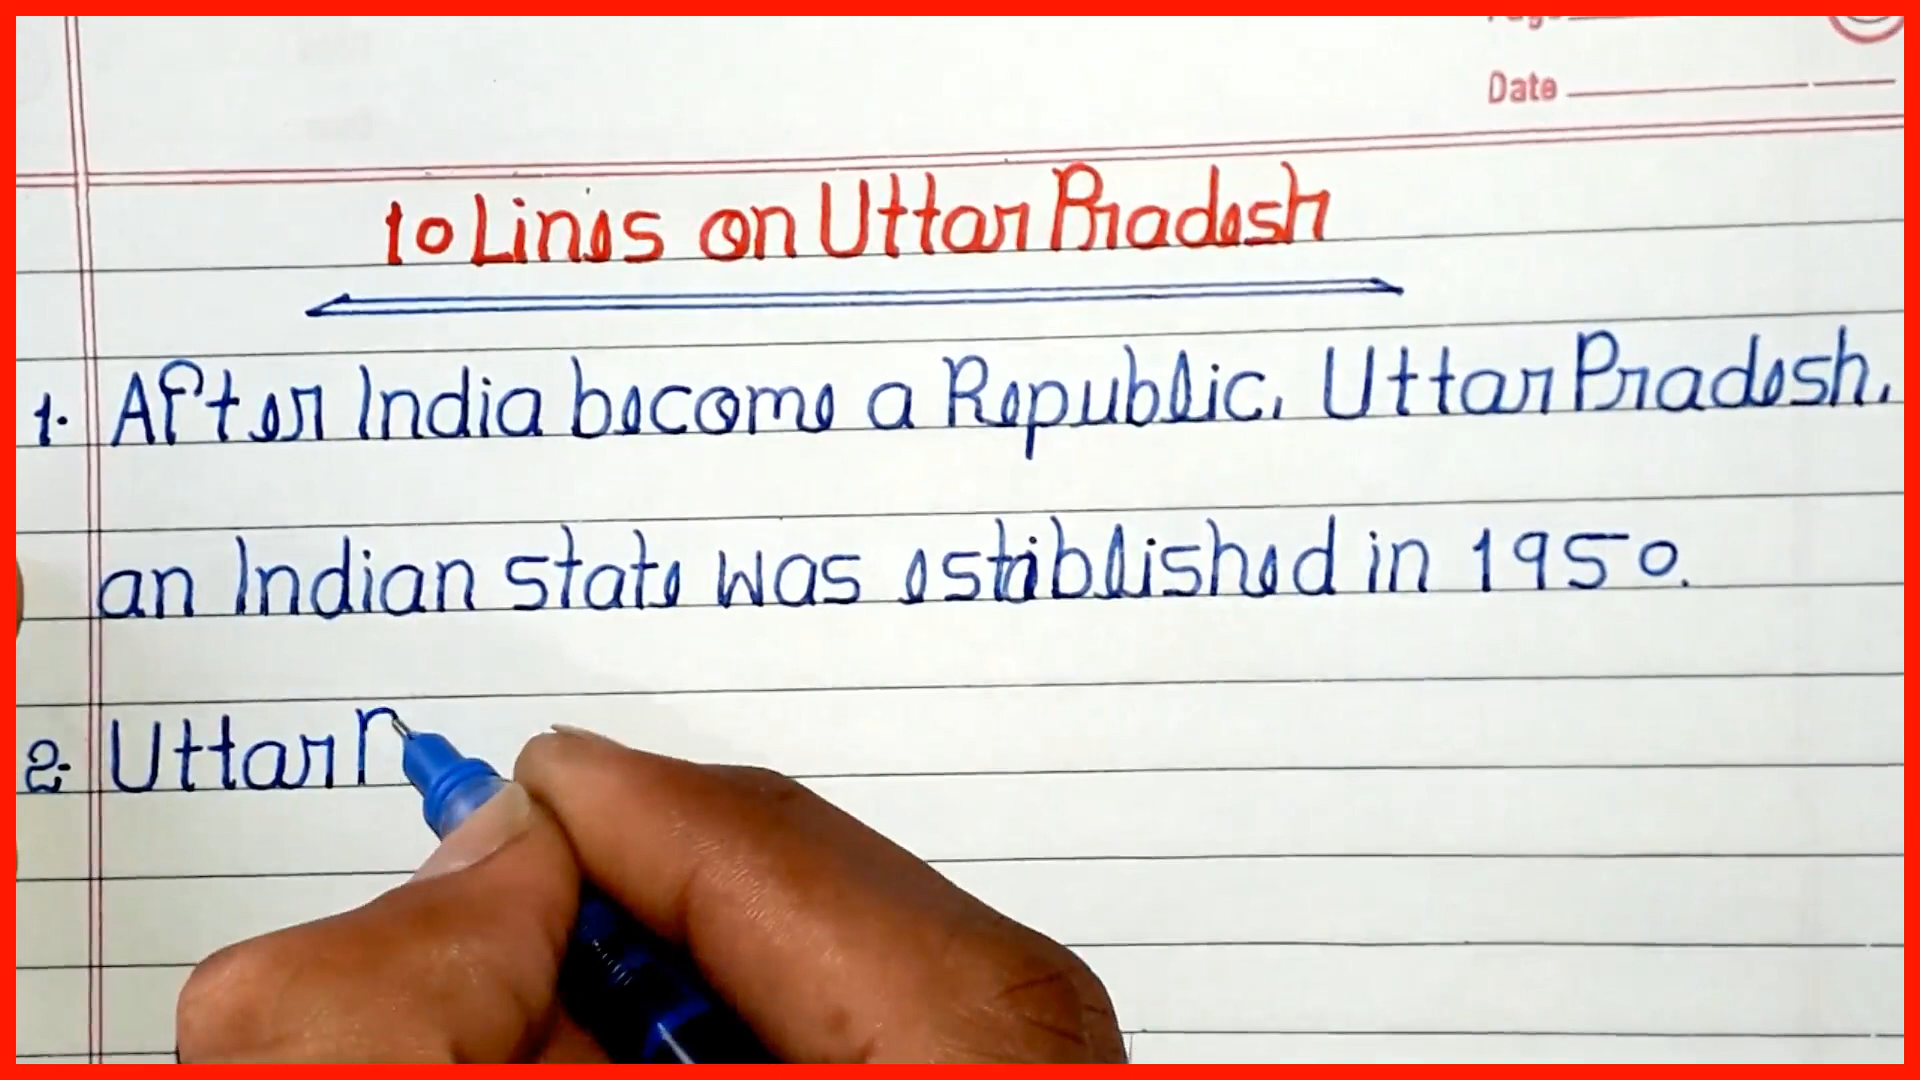 Date
10 Lines on Uttar Pradesh
1. After India become a Republic, Uttar Pradesh,
an Indian state was estiblished in 1950.
2. Uttar